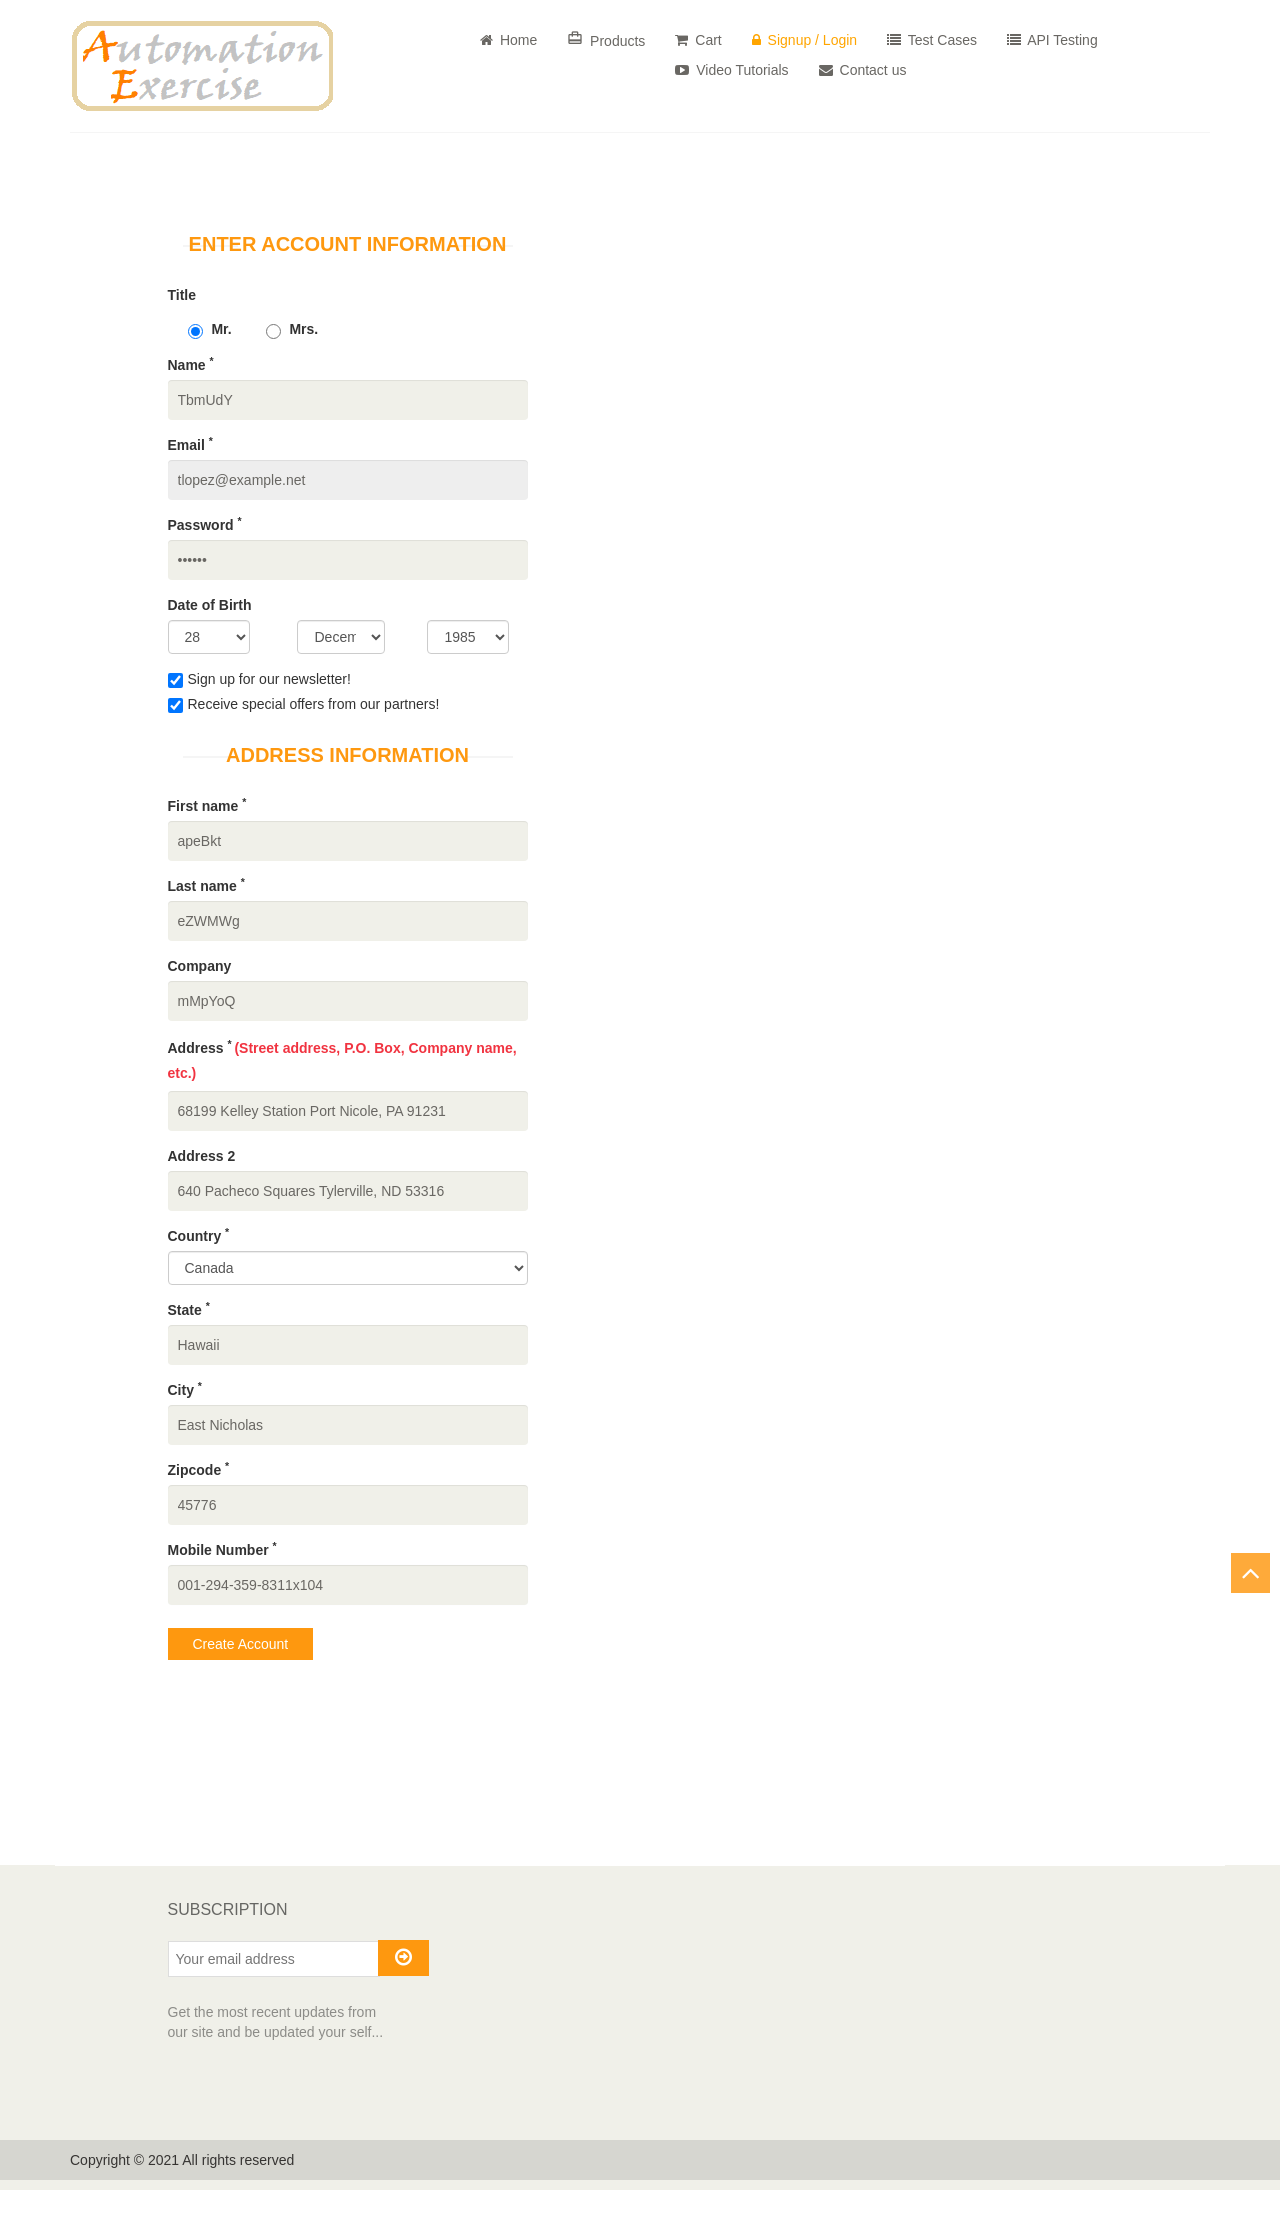 Automation
Exercise
Home
Products
Cart
Signup / Login
Test Cases
API Testing
Video Tutorials
Contact us
ENTER ACCOUNT INFORMATION
Title
Mr. Mrs.
Name *
TbmUdY
Email *
tlopez@example.net
Password *
••••••
Date of Birth
28 Decem 1985
Sign up for our newsletter!
Receive special offers from our partners!
ADDRESS INFORMATION
First name *
apeBkt
Last name *
eZWMWg
Company
mMpYoQ
Address * (Street address, P.O. Box, Company name,
etc.)
68199 Kelley Station Port Nicole, PA 91231
Address 2
640 Pacheco Squares Tylerville, ND 53316
Country *
Canada
State *
Hawaii
City *
East Nicholas
Zipcode *
45776
Mobile Number *
001-294-359-8311x104
Create Account
SUBSCRIPTION
Your email address
Get the most recent updates from
our site and be updated your self...
Copyright © 2021 All rights reserved